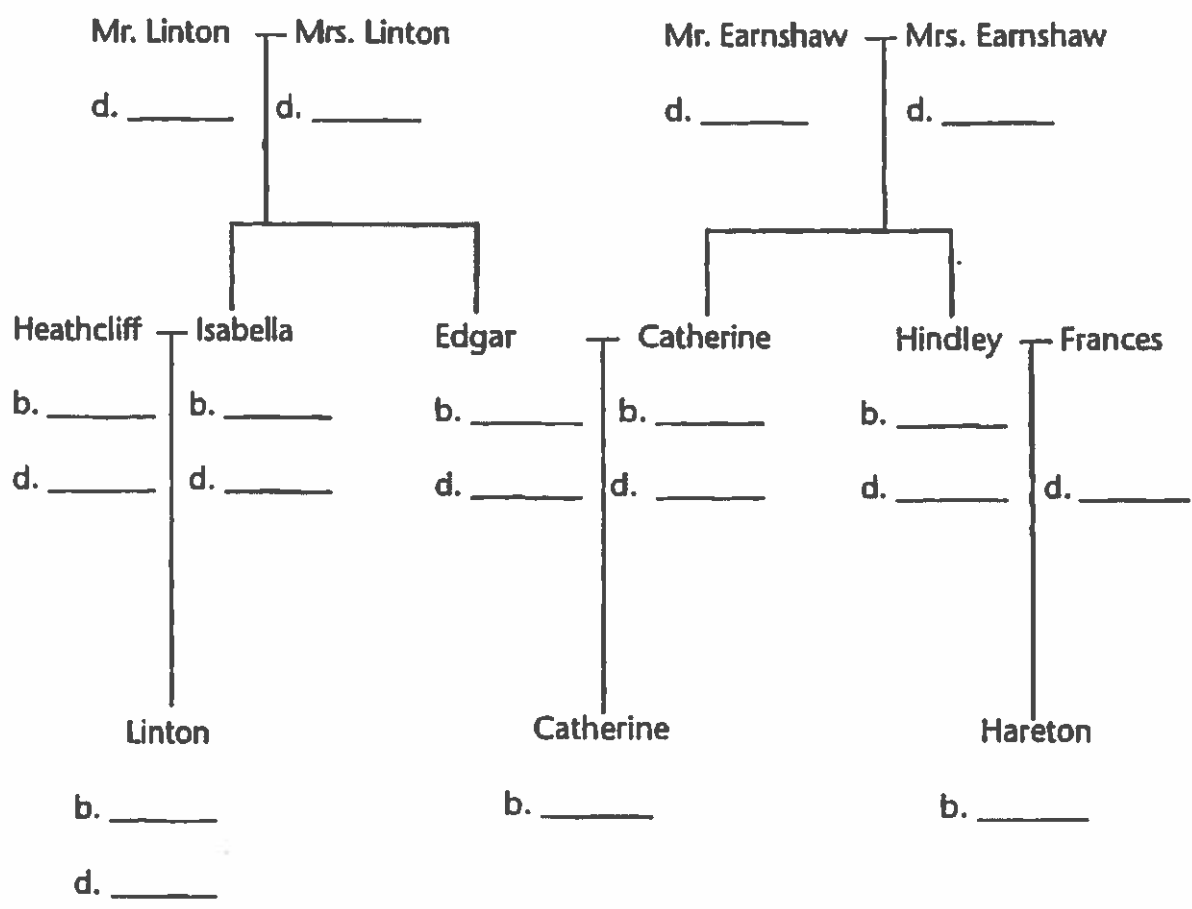 Mr. Linton Mrs. Linton Mr. Earnshaw Mrs. Earnshaw
d. ______ d. ______ d. ______ d. ______
Heathcliff Isabella Edgar Catherine Hindley Frances
b. ______ b. ______ b. ______ b. ______ b. ______
d. ______ d. ______ d. ______ d. ______ d. ______ d. ______
Linton Catherine Hareton
b. ______ b. ______ b. ______
d. ______